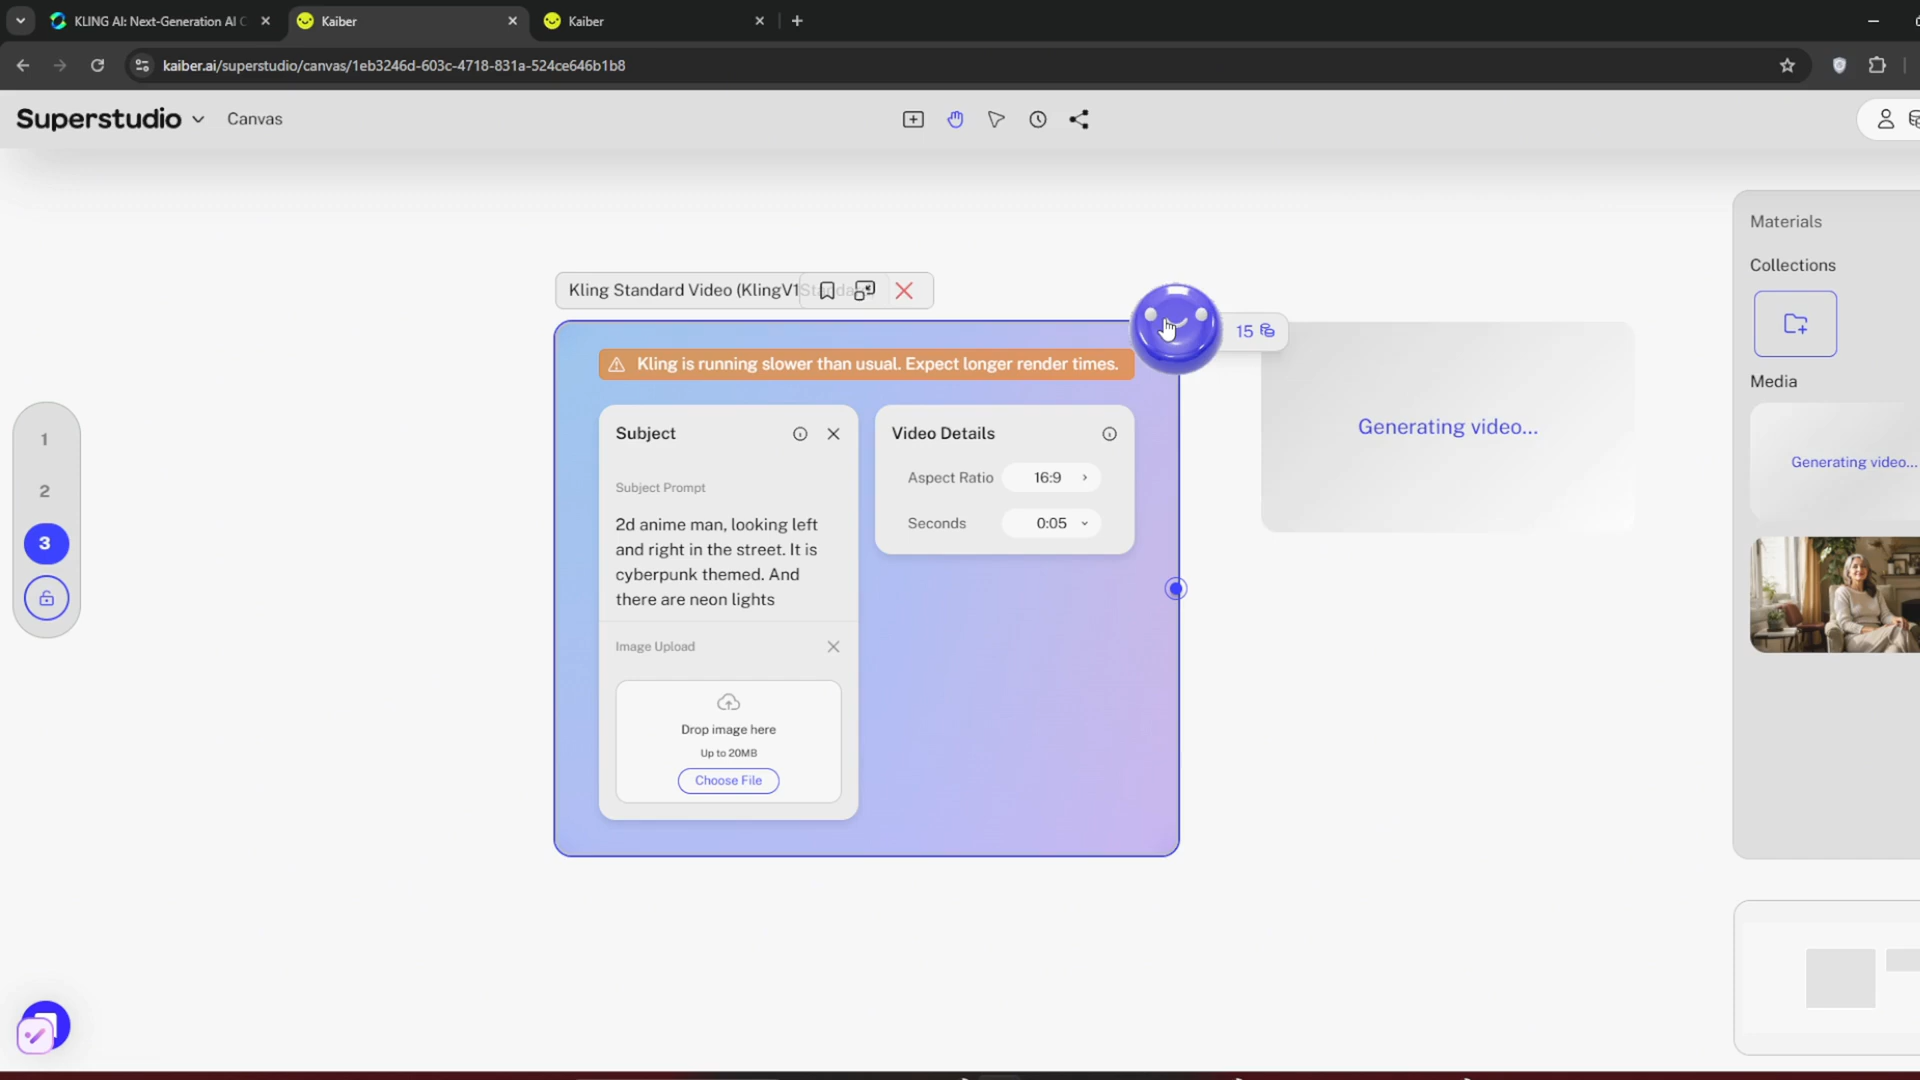 KLING AI: Next-Generation AI C
Kaiber
Kaiber
kaiber.ai/superstudio/canvas/1eb3246d-603c-4718-831a-524ce646b1b8
Superstudio
Canvas
Kling Standard Video (KlingV1Standa
15
Kling is running slower than usual. Expect longer render times.
Subject
Subject Prompt
2d anime man, looking left
and right in the street. It is
cyberpunk themed. And
there are neon lights
Image Upload
Drop image here
Up to 20MB
Choose File
Video Details
Aspect Ratio
16:9
Seconds
0:05
Generating video...
1
2
3
Materials
Collections
Media
Generating video...